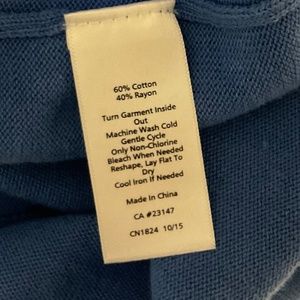 60% Cotton
40% Rayon
Turn Garment Inside
Out
Machine Wash Cold
Gentle Cycle
Only Non-Chlorine
Bleach When Needed
Reshape, Lay Flat To
Dry
Cool Iron If Needed
Made In China
CA #23147
CN1824 10/15